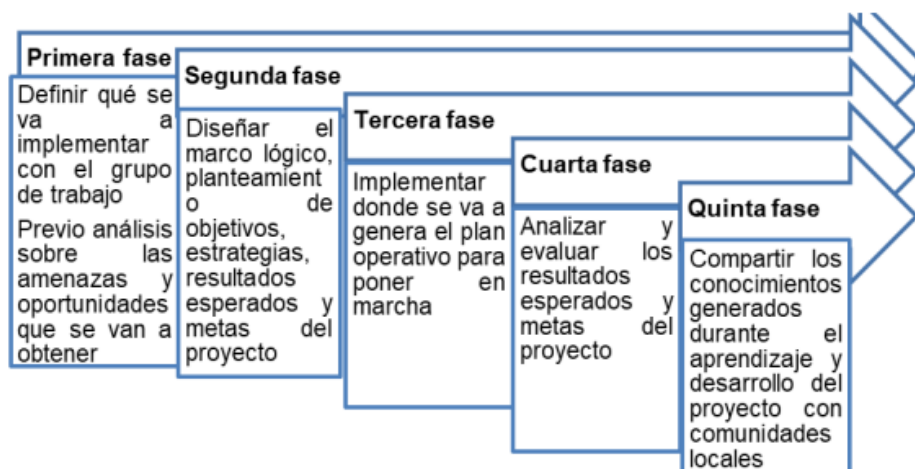 Primera fase
Definir qué se
va a
implementar
con el grupo
de trabajo
Previo análisis
sobre las
amenazas y
oportunidades
que se van a
obtener
Segunda fase
Diseñar el
marco lógico,
planteamient
o de
objetivos,
estrategias,
resultados
esperados y
metas del
proyecto
Tercera fase
Implementar
donde se va a
genera el plan
operativo para
poner en
marcha
Cuarta fase
Analizar y
evaluar los
resultados
esperados y
metas del
proyecto
Quinta fase
Compartir los
conocimientos
generados
durante el
aprendizaje y
desarrollo del
proyecto con
comunidades
locales